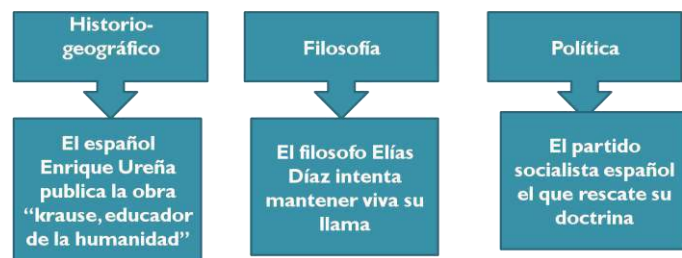 Historio-
geográfico
El español
Enrique Ureña
publica la obra
“krause, educador
de la humanidad”
Filosofía
El filosofo Elías
Díaz intenta
mantener viva su
llama
Política
El partido
socialista español
el que rescate su
doctrina